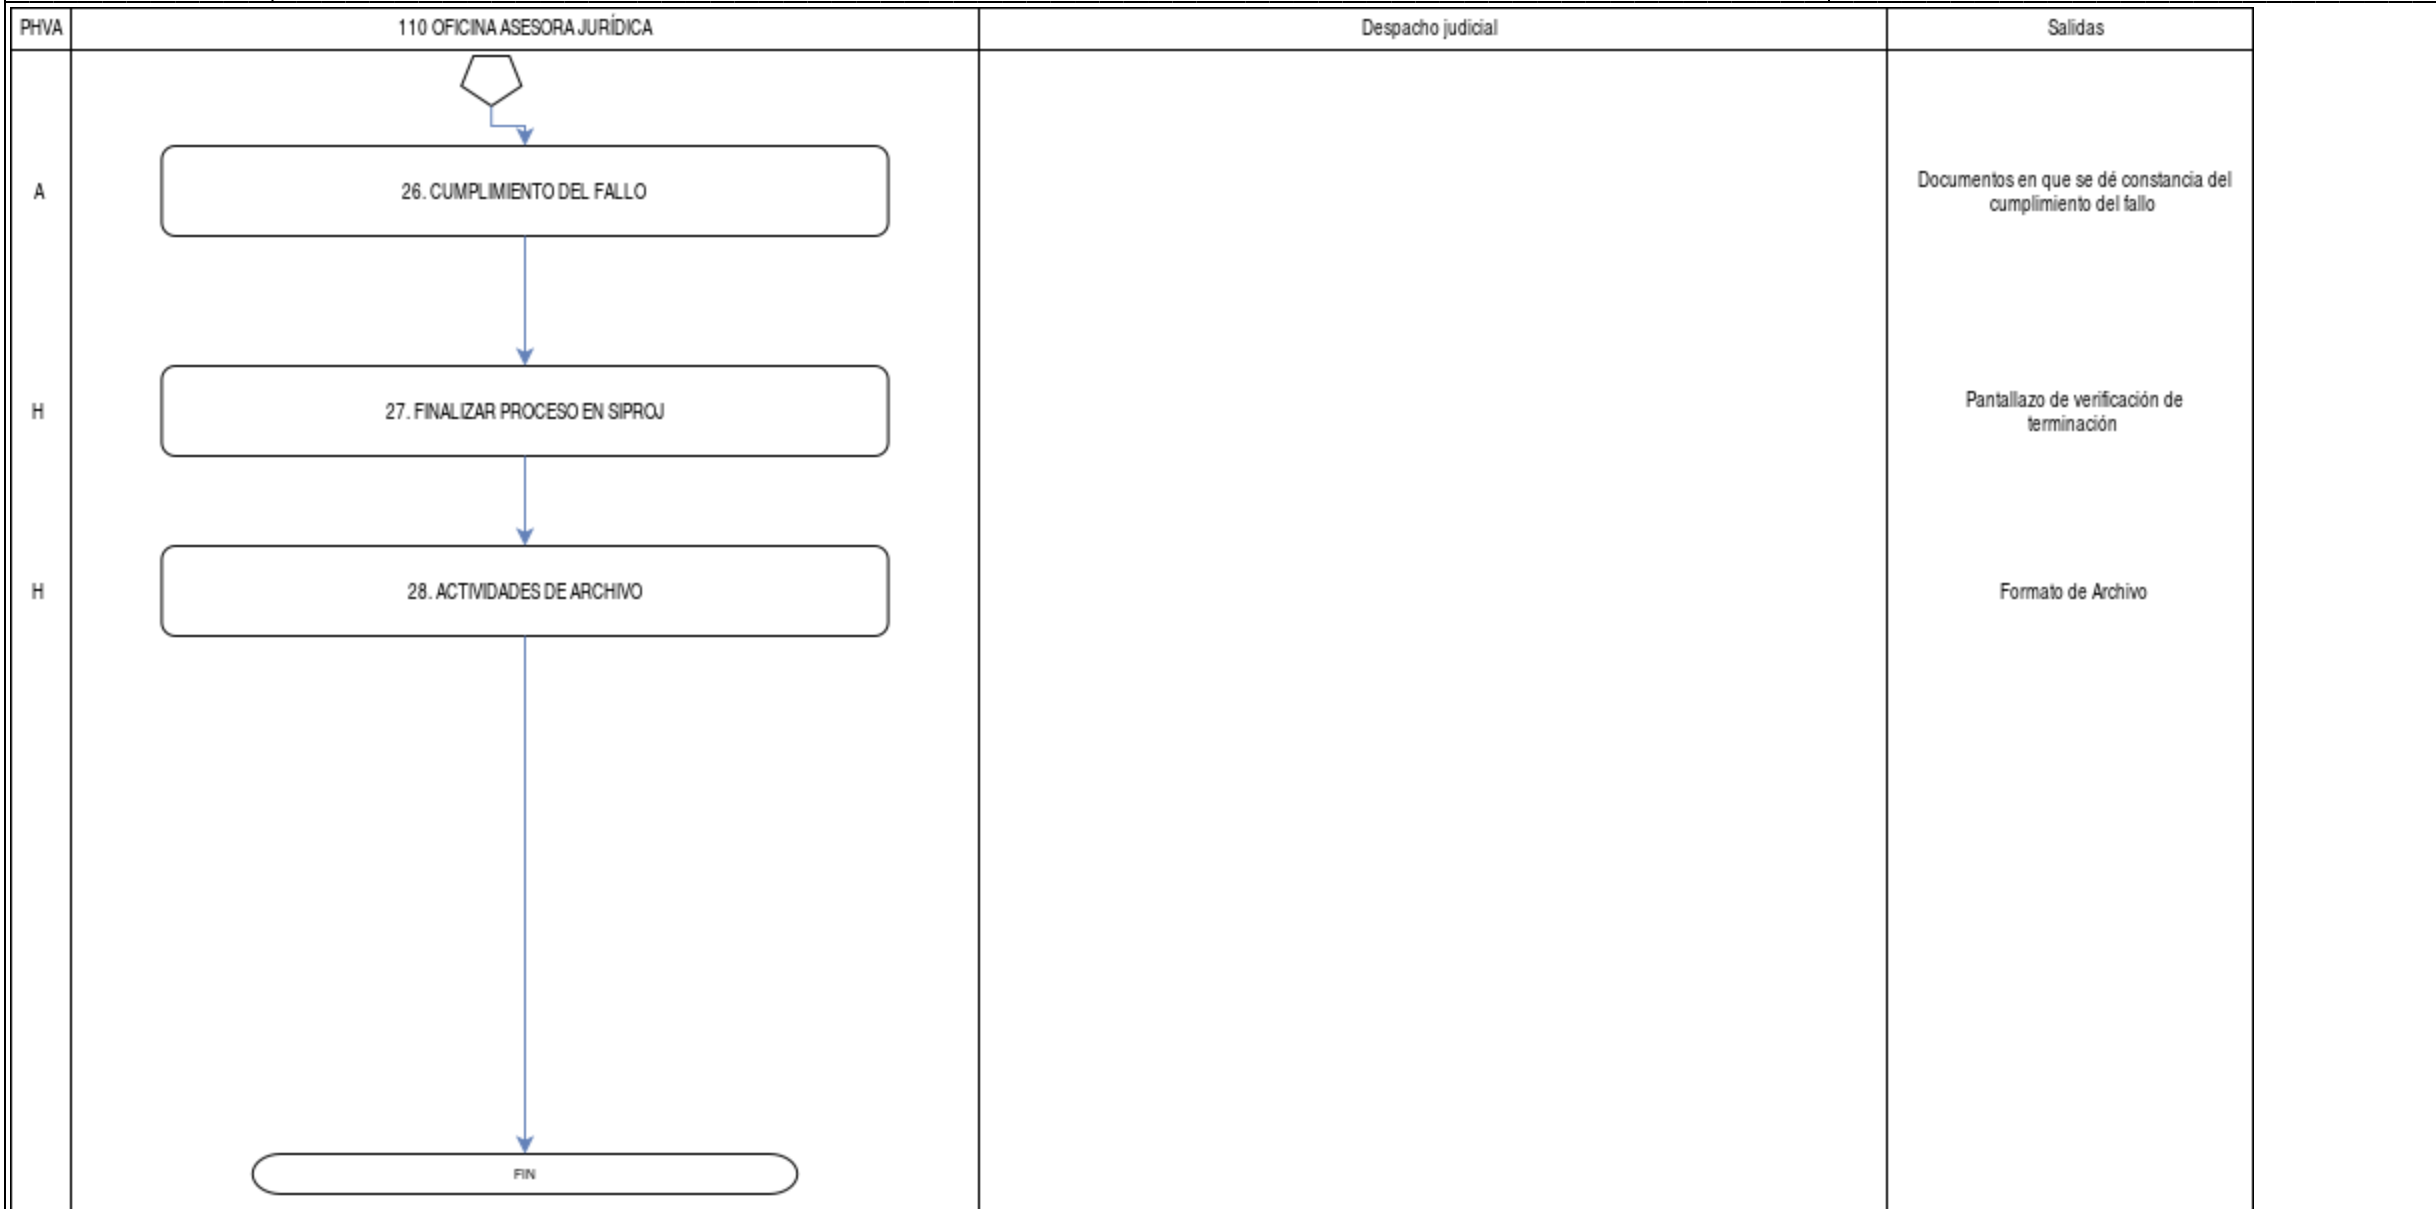 PHVA 110 OFICINA ASESORA JURÍDICA Despacho judicial Salidas
A 26. CUMPLIMIENTO DEL FALLO Documentos en que se dé constancia del
cumplimiento del fallo
H 27. FINALIZAR PROCESO EN SIPROJ Pantallazo de verificación de
terminación
H 28. ACTIVIDADES DE ARCHIVO Formato de Archivo
FIN